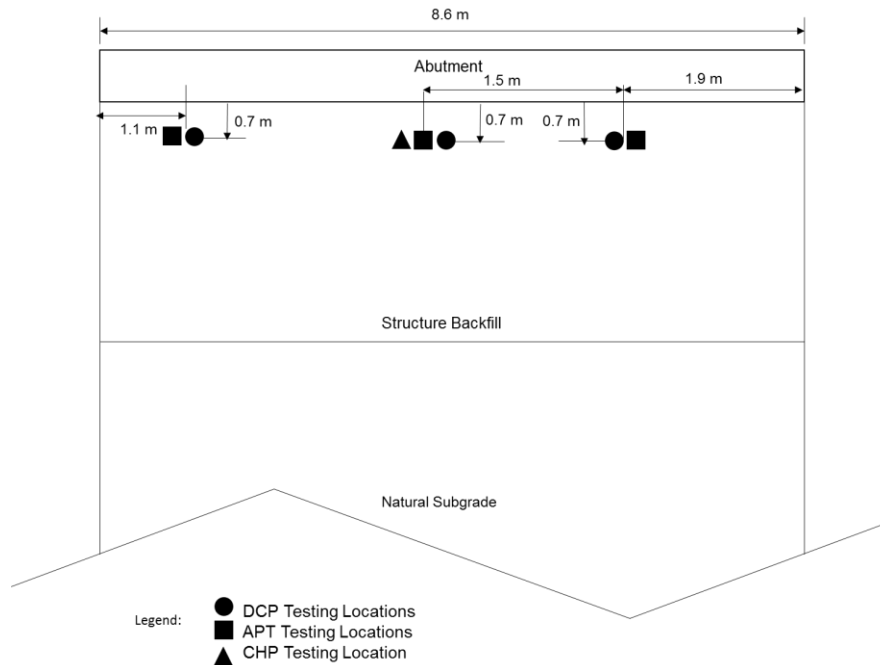 8.6 m
Abutment
1.5 m
1.9 m
1.1 m
0.7 m
0.7 m
0.7 m
Structure Backfill
Natural Subgrade
Legend:
DCP Testing Locations
APT Testing Locations
CHP Testing Location